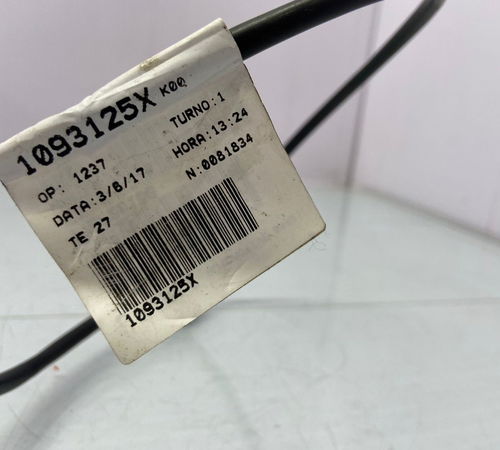 1093125X K00
OP: 1237 TURNO:1
DATA:3/6/17 HORA:13:24
TE 27 N:0081834
1093125X